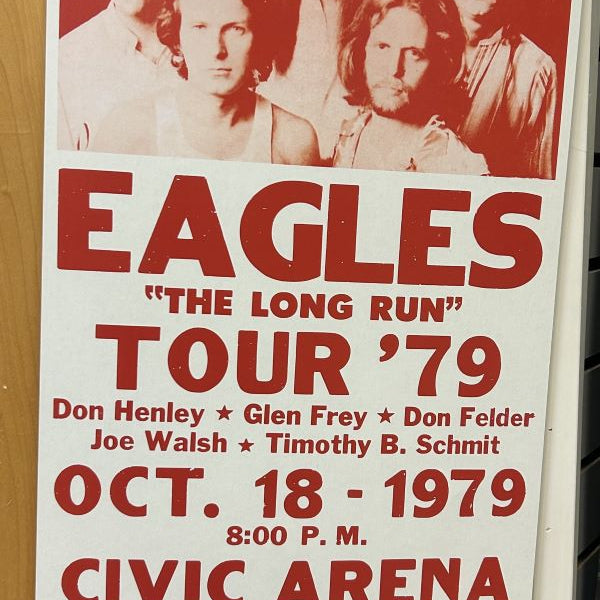 EAGLES
"THE LONG RUN"
TOUR '79
Don Henley ★ Glen Frey ★ Don Felder
Joe Walsh ★ Timothy B. Schmit
OCT. 18 - 1979
8:00 P. M.
CIVIC ARENA